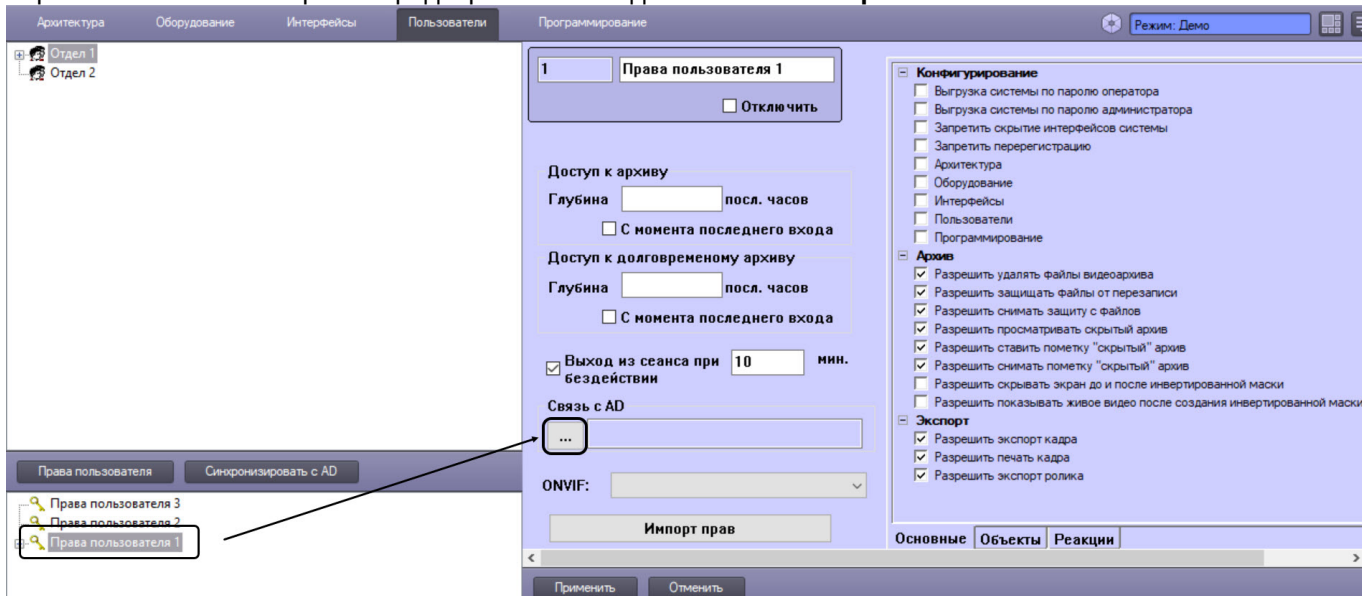 Архитектура Оборудование Интерфейсы Пользователи Программирование Режим: Демо
Отдел 1
Отдел 2
1 Права пользователя 1
Отключить
Доступ к архиву
Глубина посл. часов
С момента последнего входа
Доступ к долговременому архиву
Глубина посл. часов
С момента последнего входа
Выход из сеанса при 10 мин.
бездействии
Связь с AD
...
ONVIF:
Импорт прав
Конфигурирование
Выгрузка системы по паролю оператора
Выгрузка системы по паролю администратора
Запретить скрытие интерфейсов системы
Запретить перерегистрацию
Архитектура
Оборудование
Интерфейсы
Пользователи
Программирование
Архив
Разрешить удалять файлы видеоархива
Разрешить защищать файлы от перезаписи
Разрешить снимать защиту с файлов
Разрешить просматривать скрытый архив
Разрешить ставить пометку "скрытый" архив
Разрешить снимать пометку "скрытый" архив
Разрешить скрывать экран до и после инвертированной маски
Разрешить показывать живое видео после создания инвертированной маски
Экспорт
Разрешить экспорт кадра
Разрешить печать кадра
Разрешить экспорт ролика
Основные Объекты Реакции
Права пользователя Синхронизировать с AD
Права пользователя 3
Права пользователя 2
Права пользователя 1
Применить Отменить